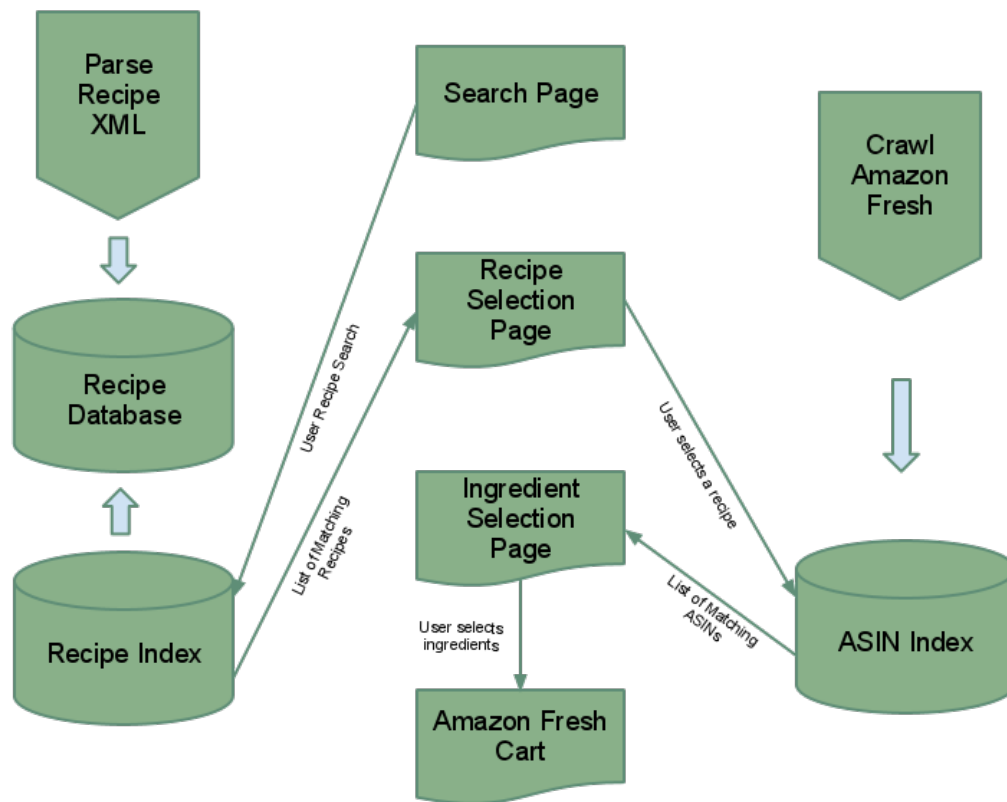 Parse
Recipe
XML
Search Page
Crawl
Amazon
Fresh
Recipe
Selection
Page
Recipe
Database
User Recipe Search
List of Matching
Recipes
User selects a recipe
Ingredient
Selection
Page
Recipe Index
User selects
ingredients
List of Matching
ASINs
ASIN Index
Amazon Fresh
Cart